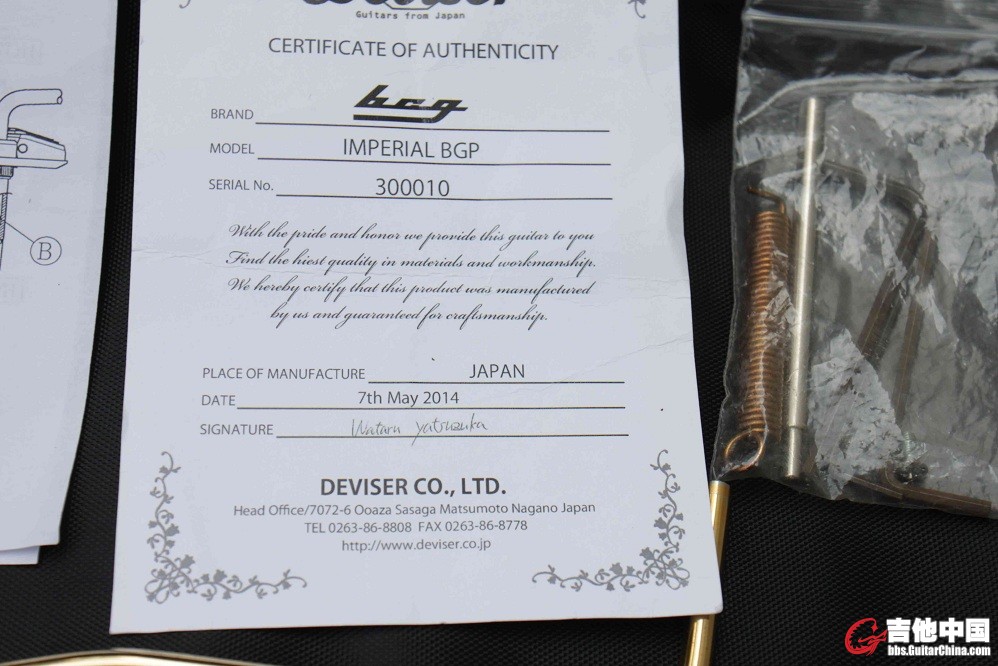 Guitars from Japan
CERTIFICATE OF AUTHENTICITY
BRAND bcg
MODEL IMPERIAL BGP
SERIAL No. 300010
With the pride and honor we provide this guitar to you
Find the hiest quality in materials and workmanship.
We hereby certify that this product was manufactured
by us and guaranteed for craftsmanship.
PLACE OF MANUFACTURE JAPAN
DATE 7th May 2014
SIGNATURE Wataru Yatsuzuka
DEVISER CO., LTD.
Head Office/7072-6 Ooaza Sasaga Matsumoto Nagano Japan
TEL 0263-86-8808 FAX 0263-86-8778
http://www.deviser.co.jp
B
吉他中国
bbs.GuitarChina.com